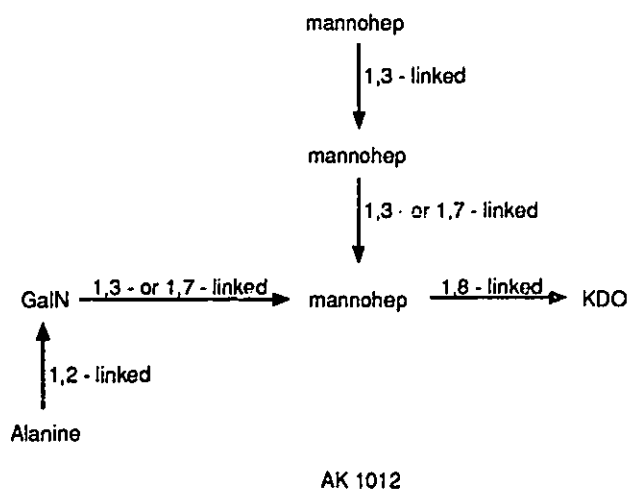 mannohep
1,3 - linked
mannohep
1,3 - or 1,7 - linked
GalN
1,3 - or 1,7 - linked
mannohep
1,8 - linked
KDO
1,2 - linked
Alanine
AK 1012